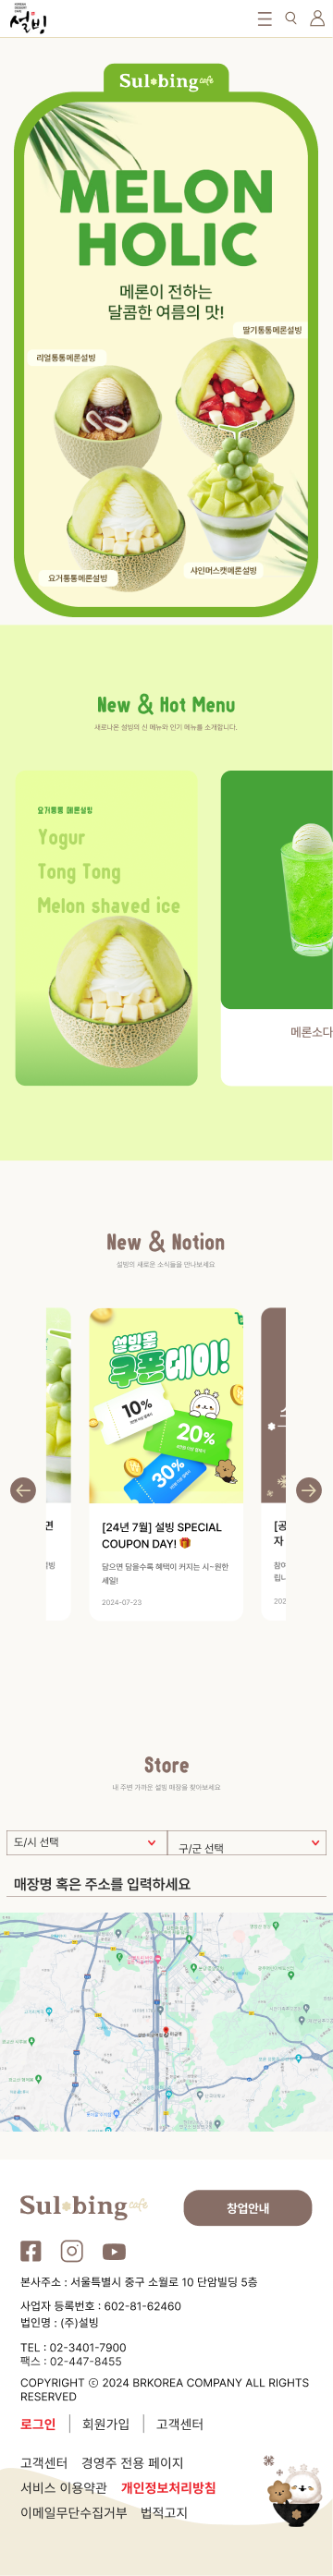 설빙
Sul·bing cafe
MELON
HOLIC
메론이 전하는
달콤한 여름의 맛!
딸기통통메론설빙
리얼통통메론설빙
샤인머스캣메론설빙
요거통통메론설빙
New & Hot Menu
새로나온 설빙의 신 메뉴와 인기 메뉴를 소개합니다.
요거통통 메론설빙
Yogur
Tong Tong
Melon shaved ice
메론소다
New & Notion
설빙의 새로운 소식들을 만나보세요
설빙몰
쿠폰데이!
10%
20%
30%
[24년 7월] 설빙 SPECIAL
COUPON DAY! 🎁
담으면 담을수록 혜택이 커지는 시~원한
세일!
2024-07-23
Store
내 주변 가까운 설빙 매장을 찾아보세요
도/시 선택
구/군 선택
매장명 혹은 주소를 입력하세요
Sul·bing cafe
창업안내
본사주소 : 서울특별시 중구 소월로 10 단암빌딩 5층
사업자 등록번호 : 602-81-62460
법인명 : (주)설빙
TEL : 02-3401-7900
팩스 : 02-447-8455
COPYRIGHT ⓒ 2024 BRKOREA COMPANY ALL RIGHTS
RESERVED
로그인 | 회원가입 | 고객센터
고객센터 경영주 전용 페이지
서비스 이용약관 개인정보처리방침
이메일무단수집거부 법적고지